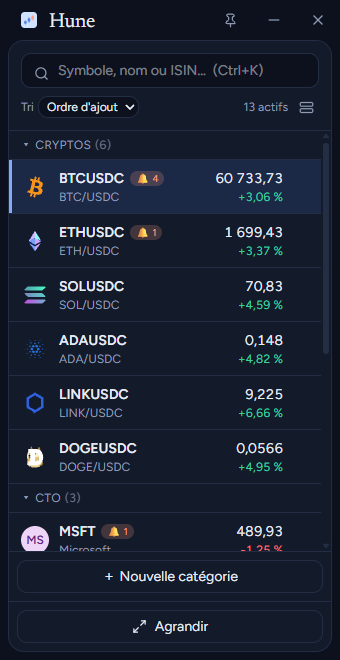 Hune
Symbole, nom ou ISIN... (Ctrl+K)
Tri Ordre d'ajout 13 actifs
CRYPTOS (6)
BTCUSDC 4 60 733,73
BTC/USDC +3,06 %
ETHUSDC 1 1 699,43
ETH/USDC +3,37 %
SOLUSDC 70,83
SOL/USDC +4,59 %
ADAUSDC 0,148
ADA/USDC +4,82 %
LINKUSDC 9,225
LINK/USDC +6,66 %
DOGEUSDC 0,0566
DOGE/USDC +4,95 %
CTO (3)
MS MSFT 1 489,93
Microsoft -1,25 %
+ Nouvelle catégorie
Agrandir